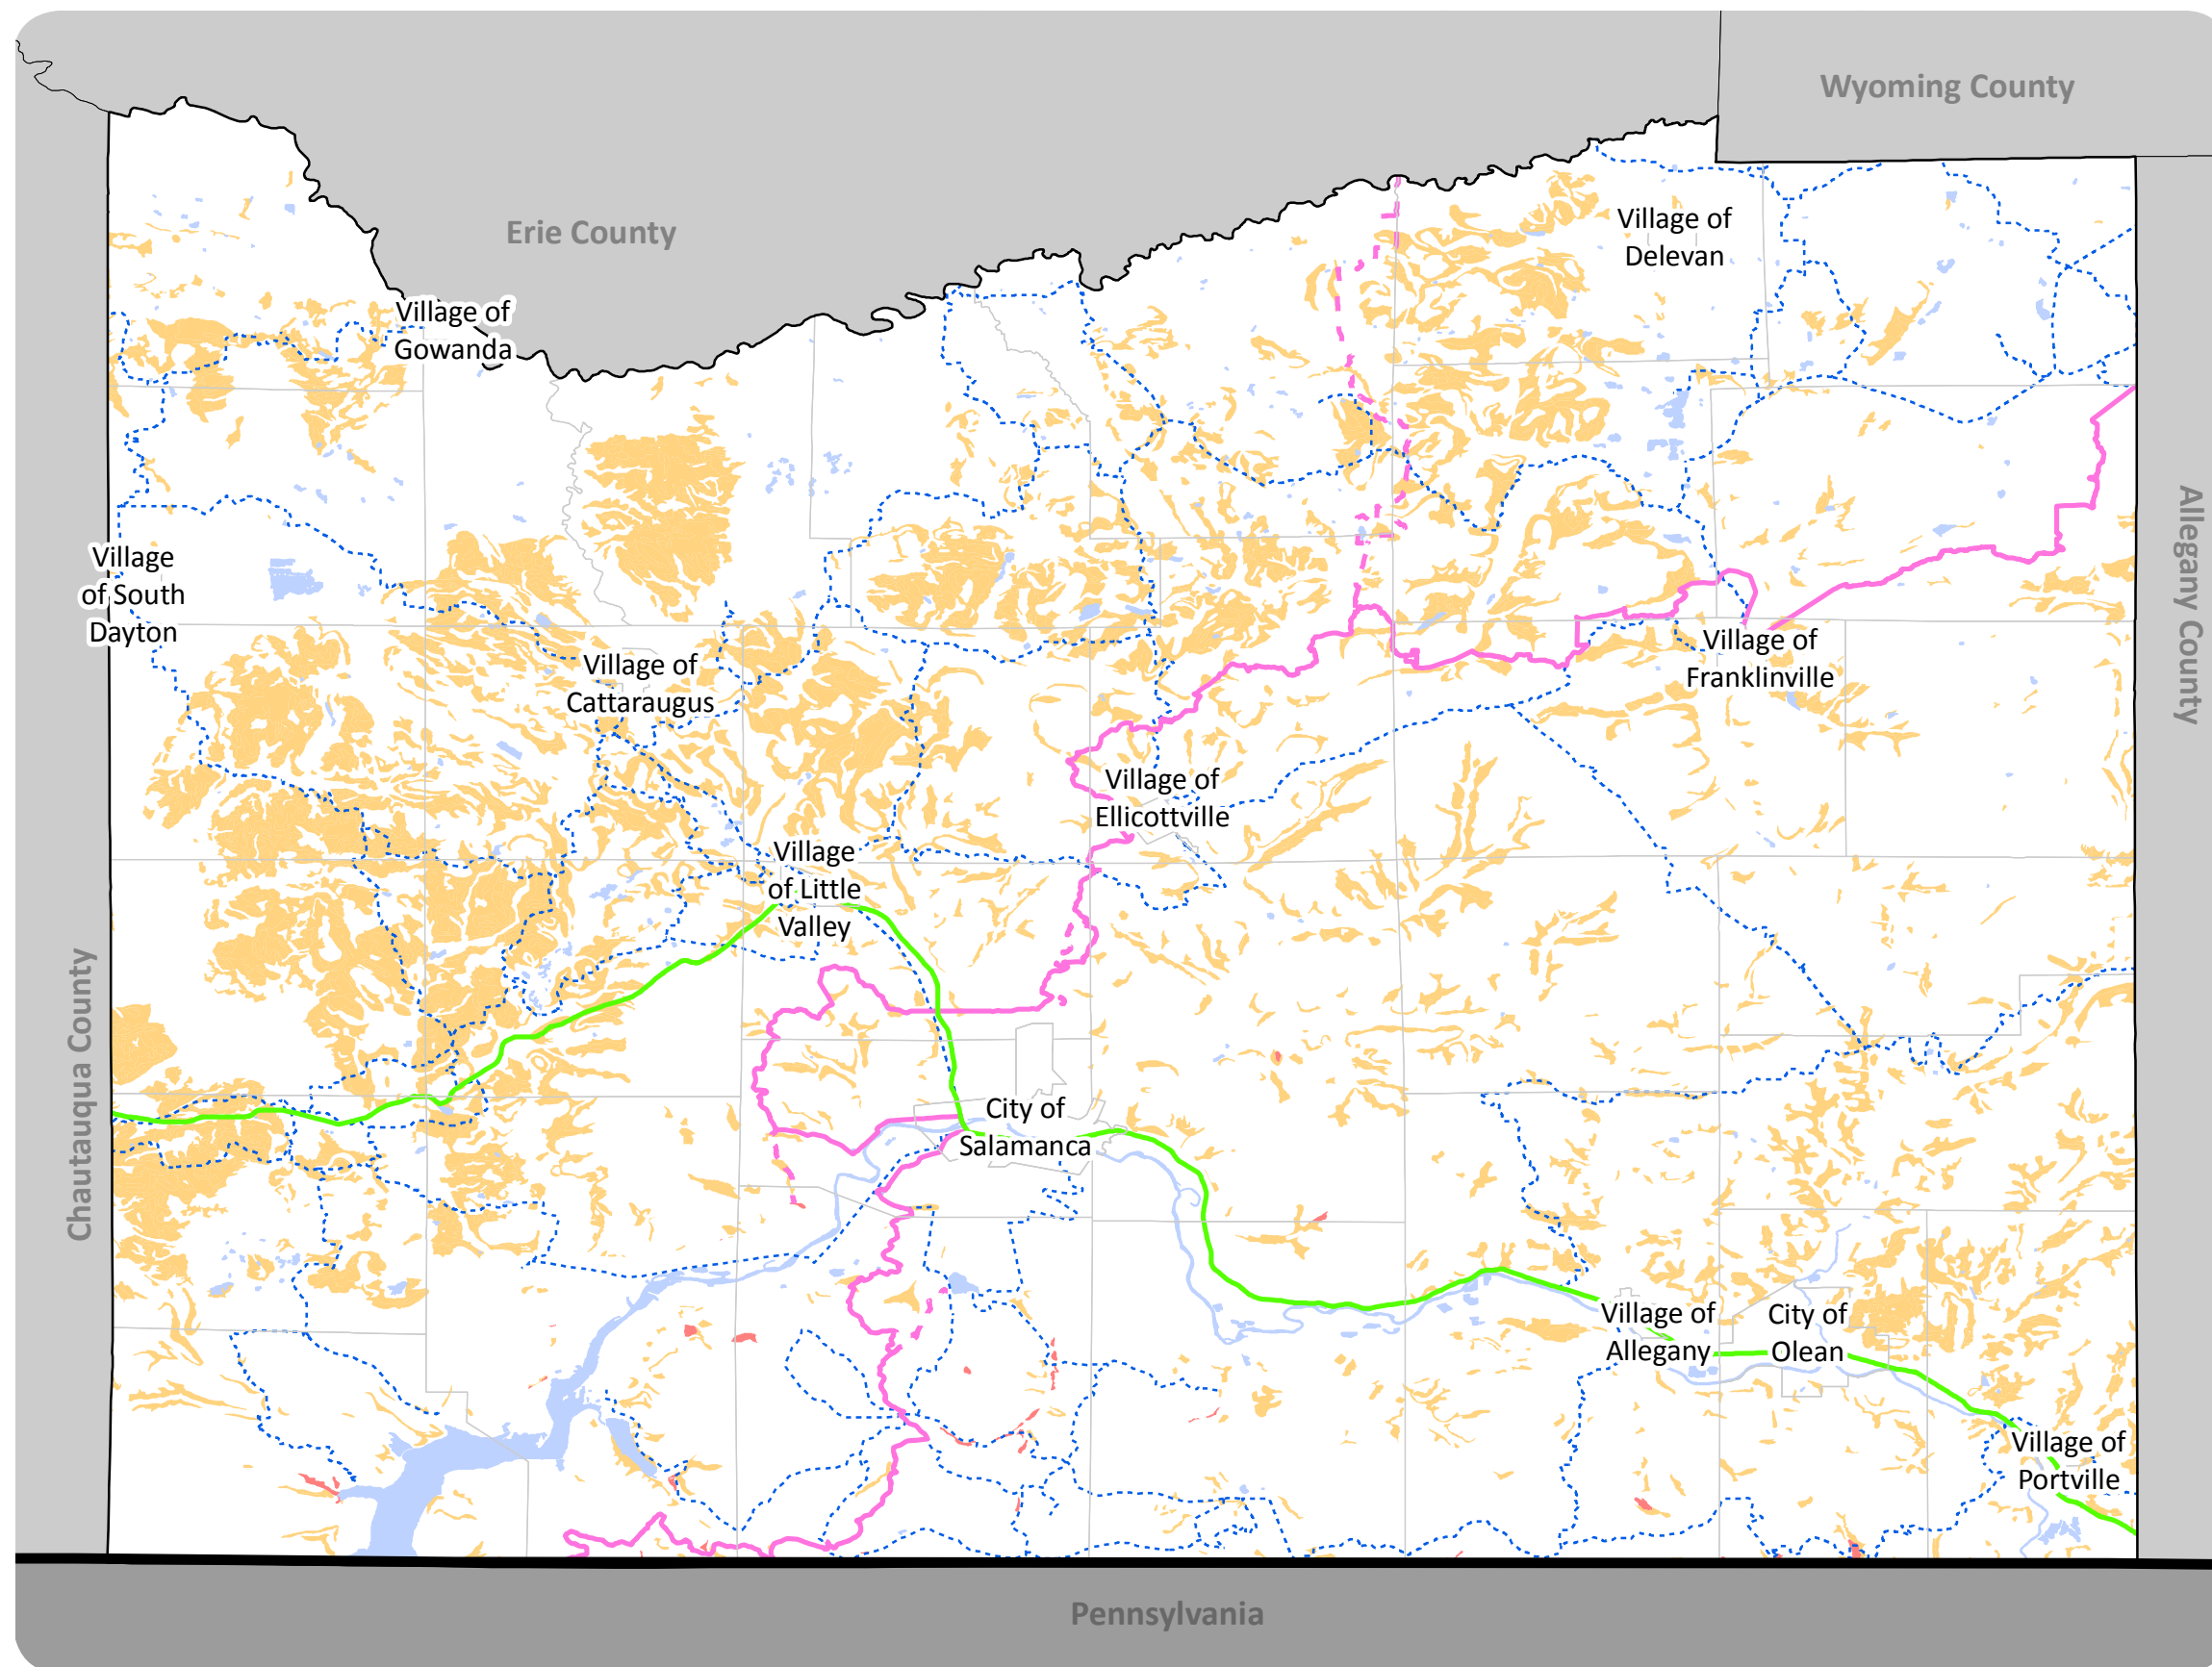 Wyoming County
Erie County
Village of
Delevan
Village of
Gowanda
Allegany County
Village
of South
Dayton
Village of
Cattaraugus
Village of
Franklinville
Village of
Ellicottville
Village
of Little
Valley
Chautauqua County
City of
Salamanca
Village of
Allegany
City of
Olean
Village of
Portville
Pennsylvania